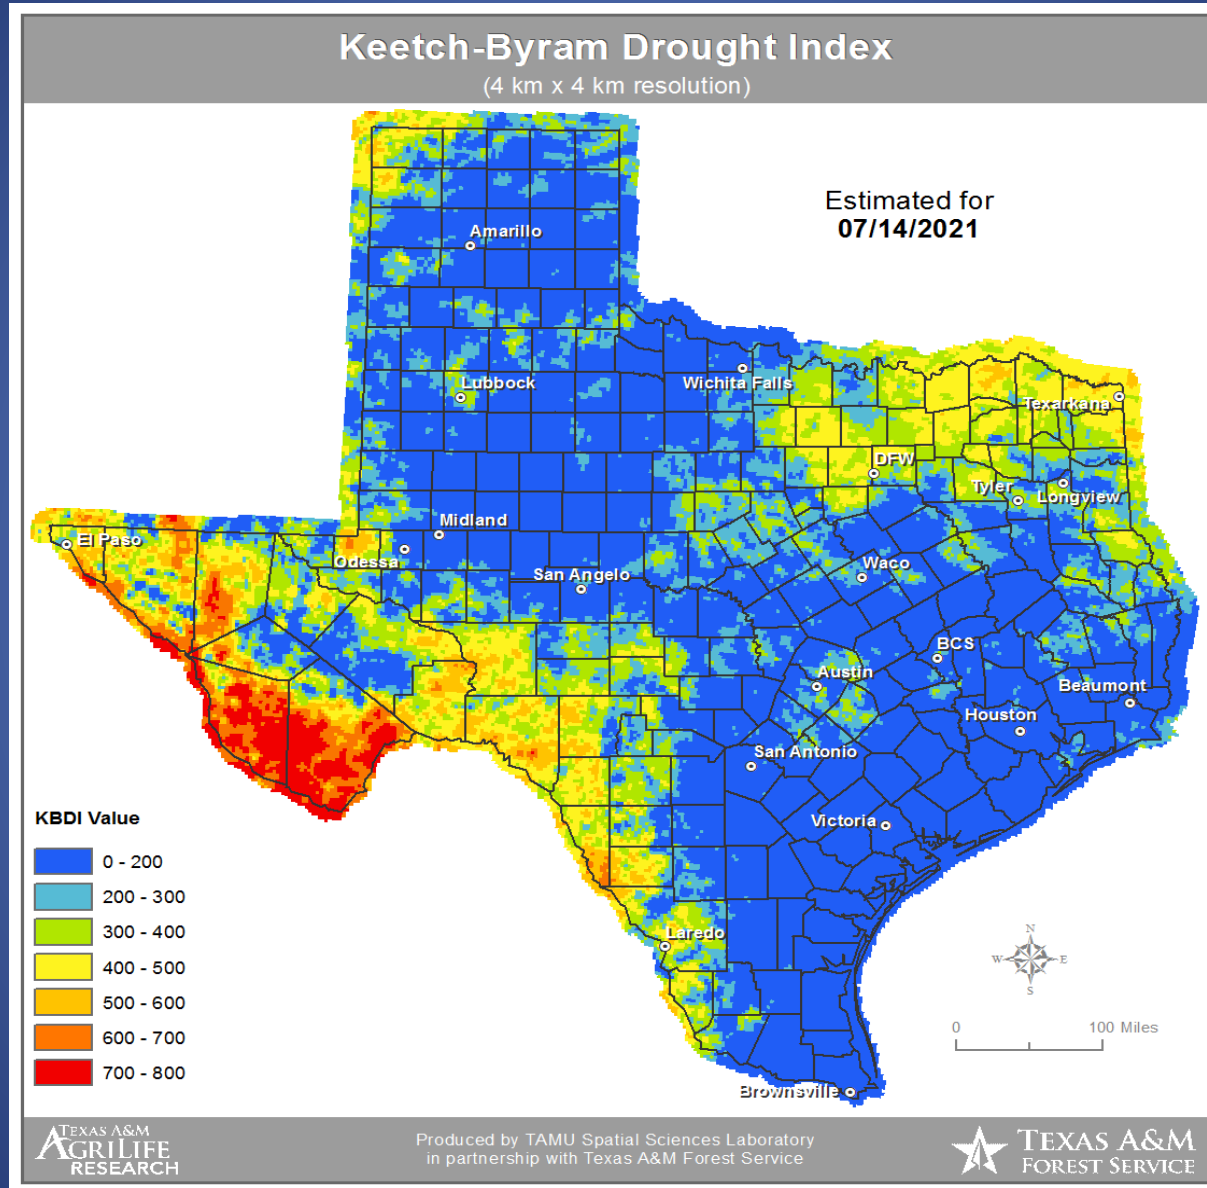 Keetch-Byram Drought Index
(4 km x 4 km resolution)
Estimated for
07/14/2021
Amarillo
Lubbock
Wichita Falls
Texarkana
DFW
Tyler
Longview
Midland
El Paso
Odessa
San Angelo
Waco
BCS
Austin
Beaumont
Houston
San Antonio
Victoria
Laredo
Brownsville
KBDI Value
0 - 200
200 - 300
300 - 400
400 - 500
500 - 600
600 - 700
700 - 800
N
W E
S
0 100 Miles
TEXAS A&M
AGRILIFE
RESEARCH
Produced by TAMU Spatial Sciences Laboratory
in partnership with Texas A&M Forest Service
TEXAS A&M
FOREST SERVICE